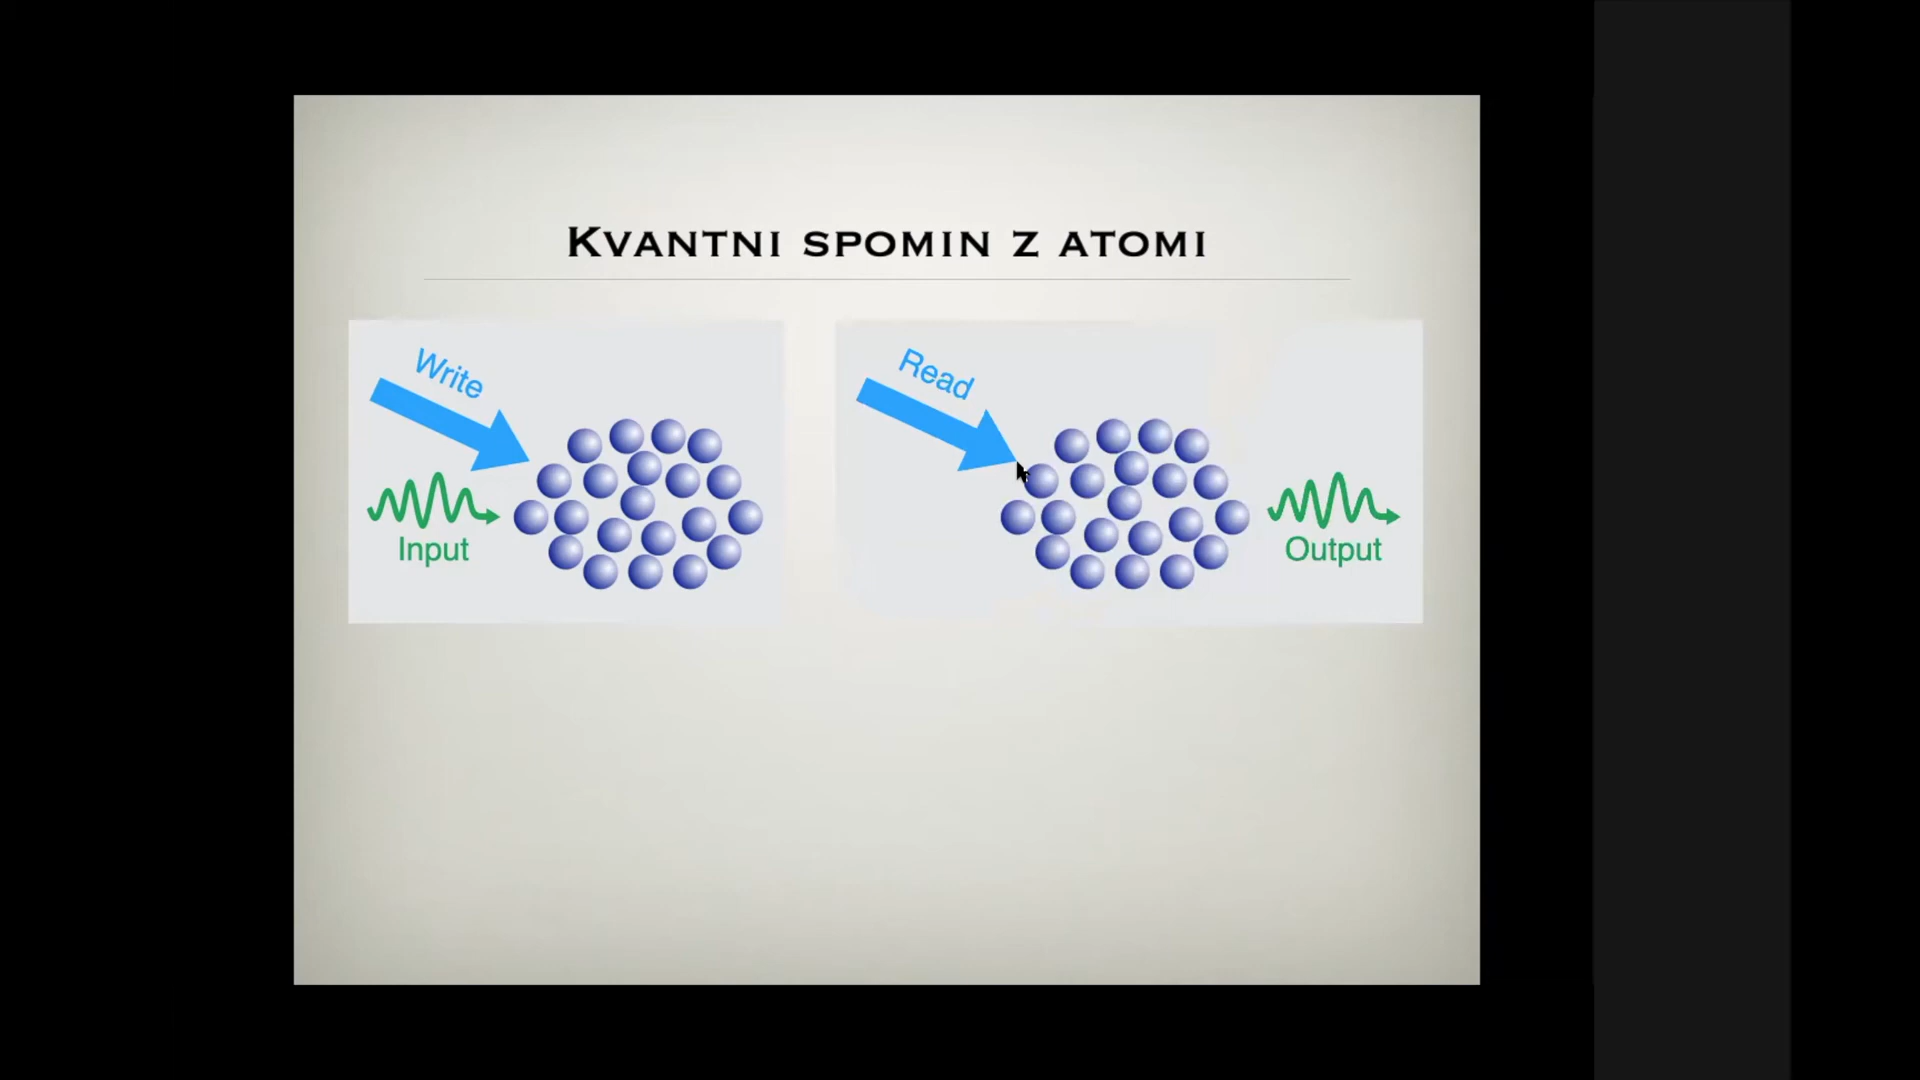 KVANTNI SPOMIN Z ATOMI
Write
Input
Read
Output